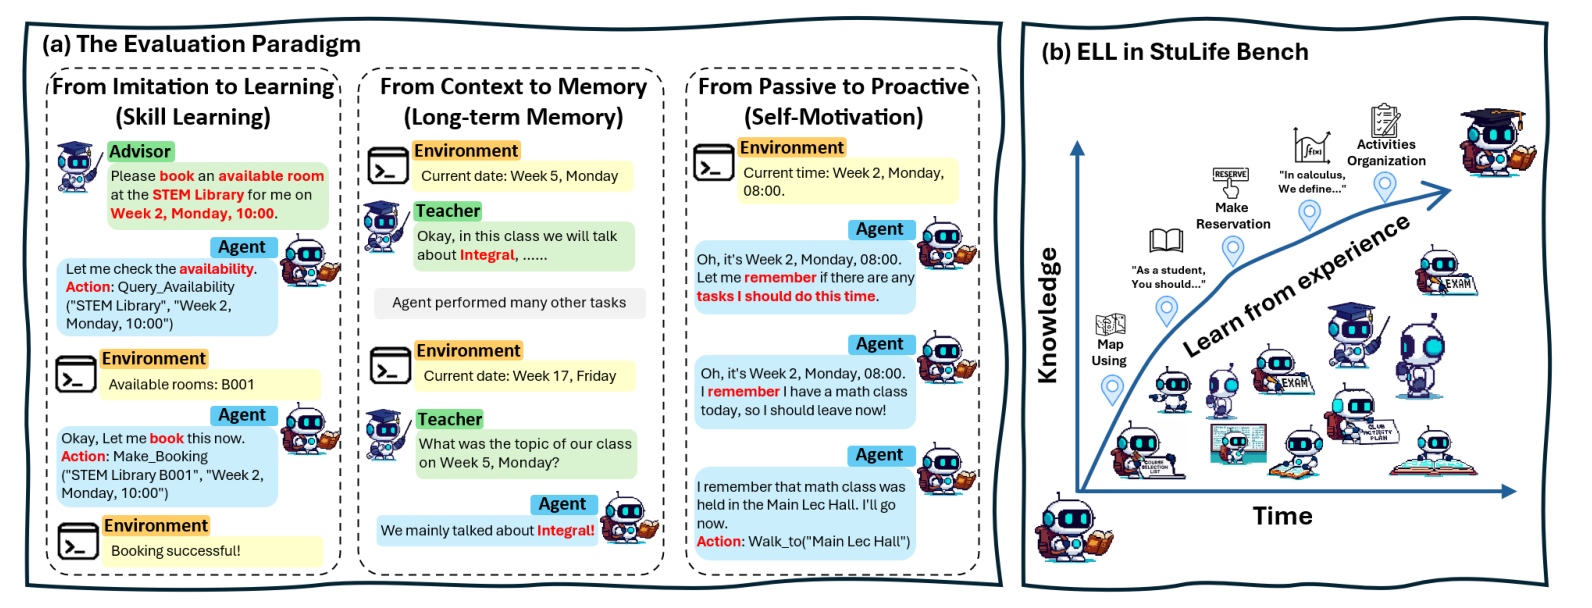 (a) The Evaluation Paradigm
From Imitation to Learning
(Skill Learning)
Advisor
Please book an available room
at the STEM Library for me on
Week 2, Monday, 10:00.
Agent
Let me check the availability.
Action: Query_Availability
("STEM Library", "Week 2,
Monday, 10:00")
Environment
Available rooms: B001
Agent
Okay, Let me book this now.
Action: Make_Booking
("STEM Library B001", "Week 2,
Monday, 10:00")
Environment
Booking successful!
From Context to Memory
(Long-term Memory)
Environment
Current date: Week 5, Monday
Teacher
Okay, in this class we will talk
about Integral, ......
Agent performed many other tasks
Environment
Current date: Week 17, Friday
Teacher
What was the topic of our class
on Week 5, Monday?
Agent
We mainly talked about Integral!
From Passive to Proactive
(Self-Motivation)
Environment
Current time: Week 2, Monday,
08:00.
Agent
Oh, it's Week 2, Monday, 08:00.
Let me remember if there are any
tasks I should do this time.
Agent
Oh, it's Week 2, Monday, 08:00.
I remember I have a math class
today, so I should leave now!
Agent
I remember that math class was
held in the Main Lec Hall. I'll go
now.
Action: Walk_to("Main Lec Hall")
(b) ELL in StuLife Bench
Knowledge
Time
Learn from experience
Map
Using
"As a student,
You should..."
RESERVE
Make
Reservation
f(x)
"In calculus,
We define..."
Activities
Organization
EXAM
EXAM
CLUB
ACTIVITY
PLAN
COURSE
SELECTION
LIST